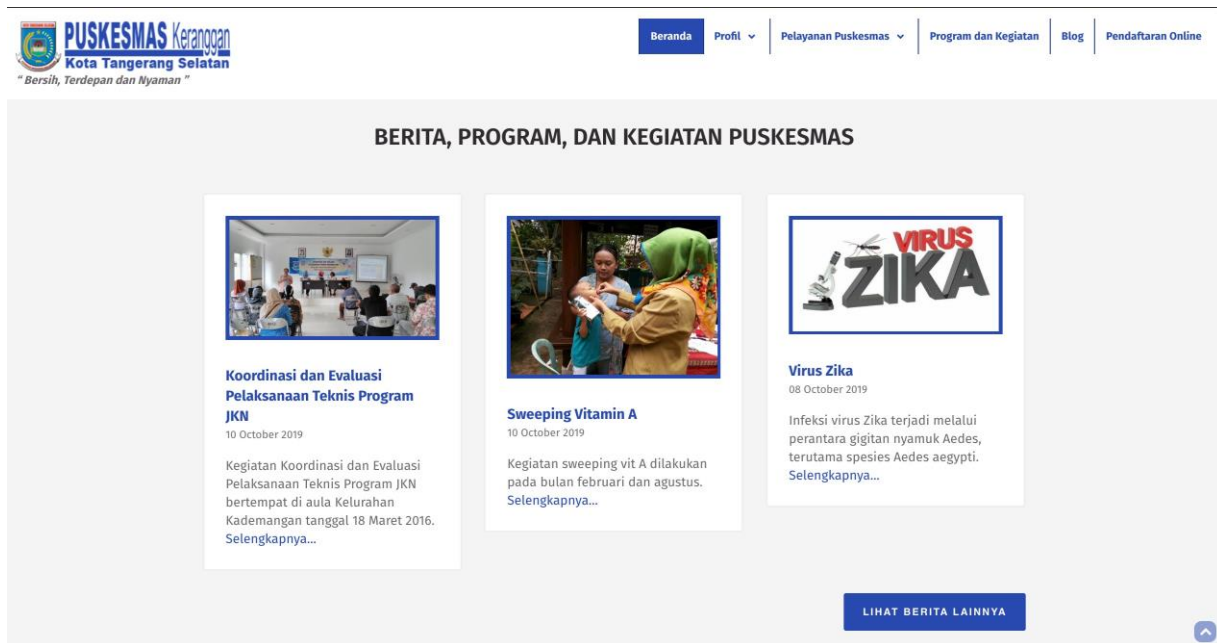 PUSKESMAS Keranggan
Kota Tangerang Selatan
“ Bersih, Terdepan dan Nyaman ”
Beranda Profil Pelayanan Puskesmas Program dan Kegiatan Blog Pendaftaran Online
BERITA, PROGRAM, DAN KEGIATAN PUSKESMAS
Koordinasi dan Evaluasi
Pelaksanaan Teknis Program
JKN
10 October 2019
Kegiatan Koordinasi dan Evaluasi
Pelaksanaan Teknis Program JKN
bertempat di aula Kelurahan
Kademangan tanggal 18 Maret 2016.
Selengkapnya...
Sweeping Vitamin A
10 October 2019
Kegiatan sweeping vit A dilakukan
pada bulan februari dan agustus.
Selengkapnya...
VIRUS
ZIKA
Virus Zika
08 October 2019
Infeksi virus Zika terjadi melalui
perantara gigitan nyamuk Aedes,
terutama spesies Aedes aegypti.
Selengkapnya...
LIHAT BERITA LAINNYA